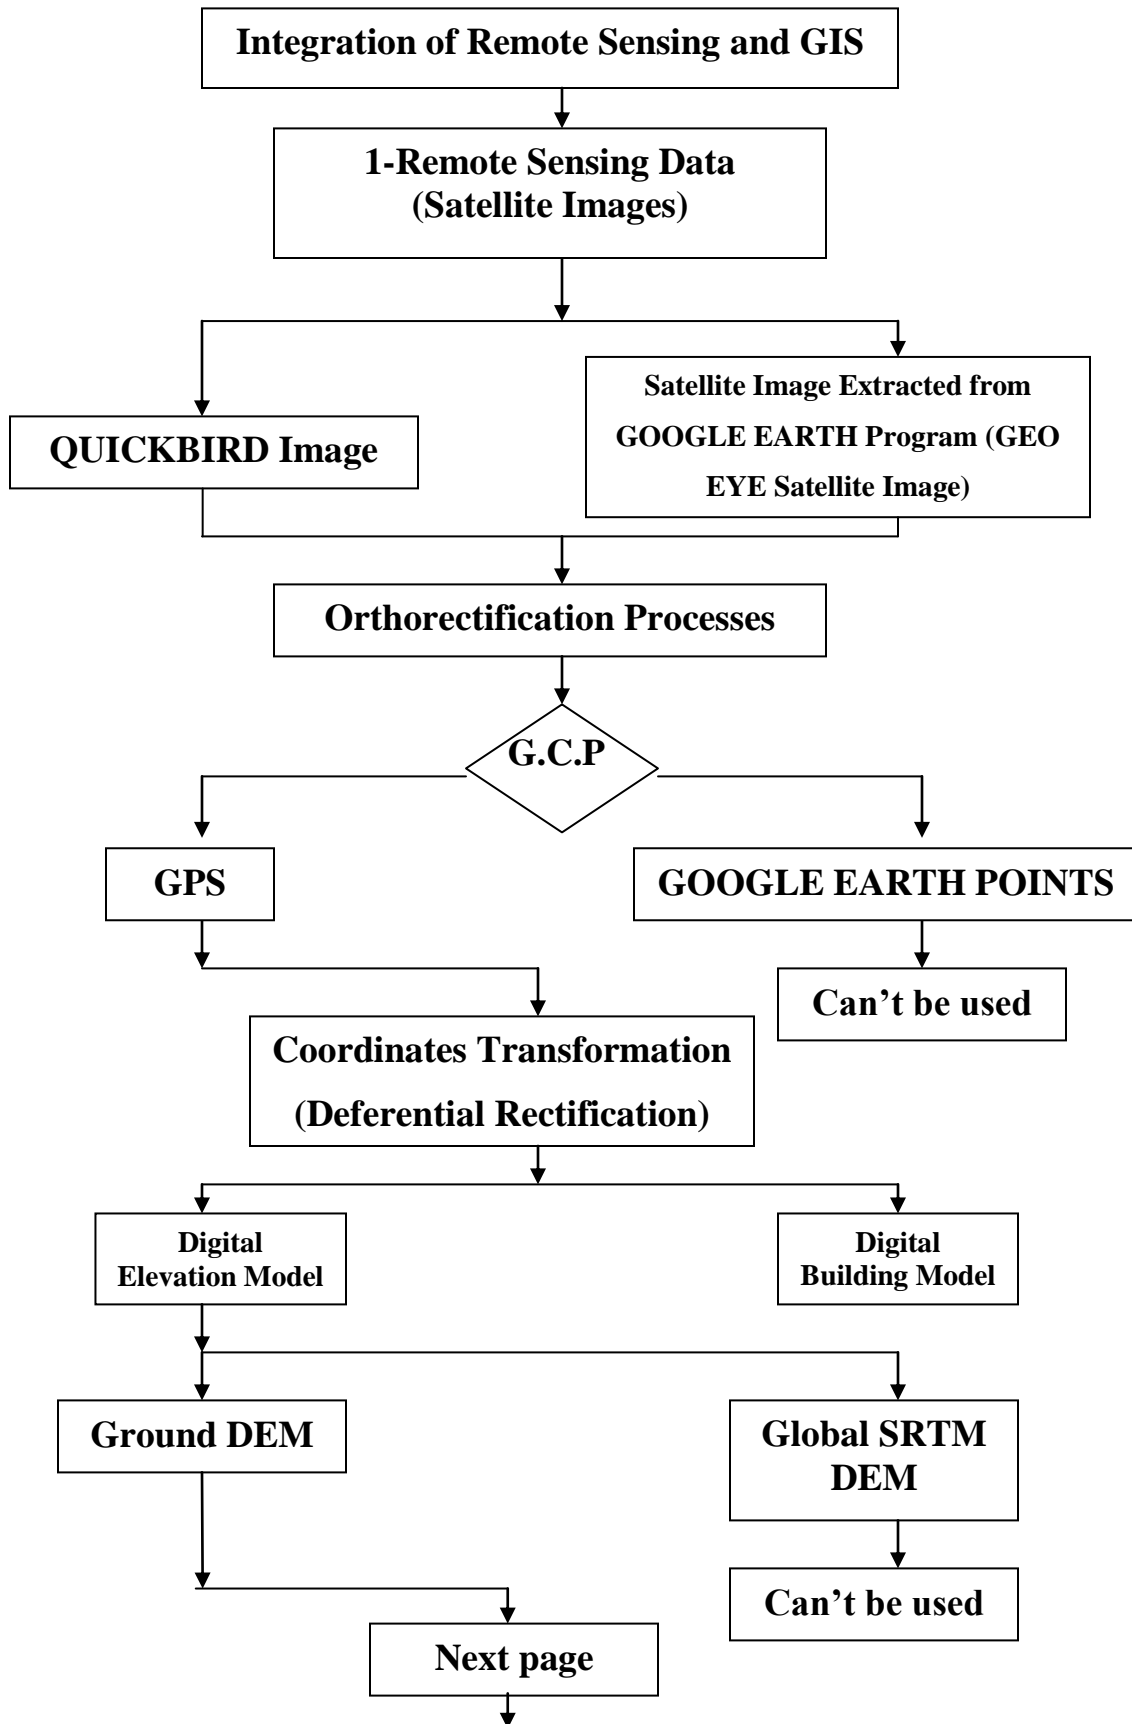 Integration of Remote Sensing and GIS
1-Remote Sensing Data
(Satellite Images)
QUICKBIRD Image
Satellite Image Extracted from
GOOGLE EARTH Program (GEO
EYE Satellite Image)
Orthorectification Processes
G.C.P
GPS
GOOGLE EARTH POINTS
Can’t be used
Coordinates Transformation
(Deferential Rectification)
Digital
Elevation Model
Digital
Building Model
Ground DEM
Global SRTM
DEM
Can’t be used
Next page